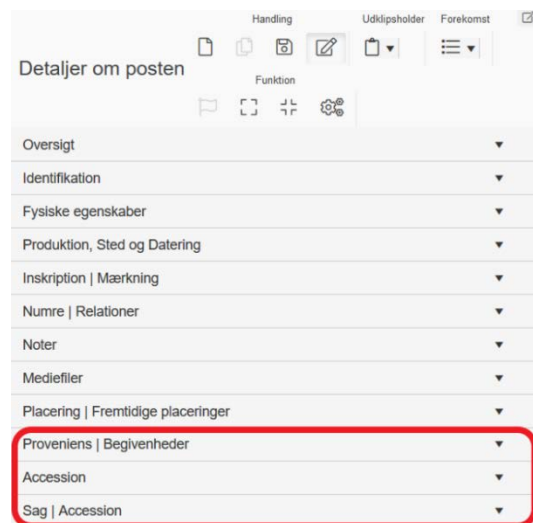 Handling Udklipsholder Forekomst
Detaljer om posten
Funktion
Oversigt
Identifikation
Fysiske egenskaber
Produktion, Sted og Datering
Inskription | Mærkning
Numre | Relationer
Noter
Mediefiler
Placering | Fremtidige placeringer
Proveniens | Begivenheder
Accession
Sag | Accession